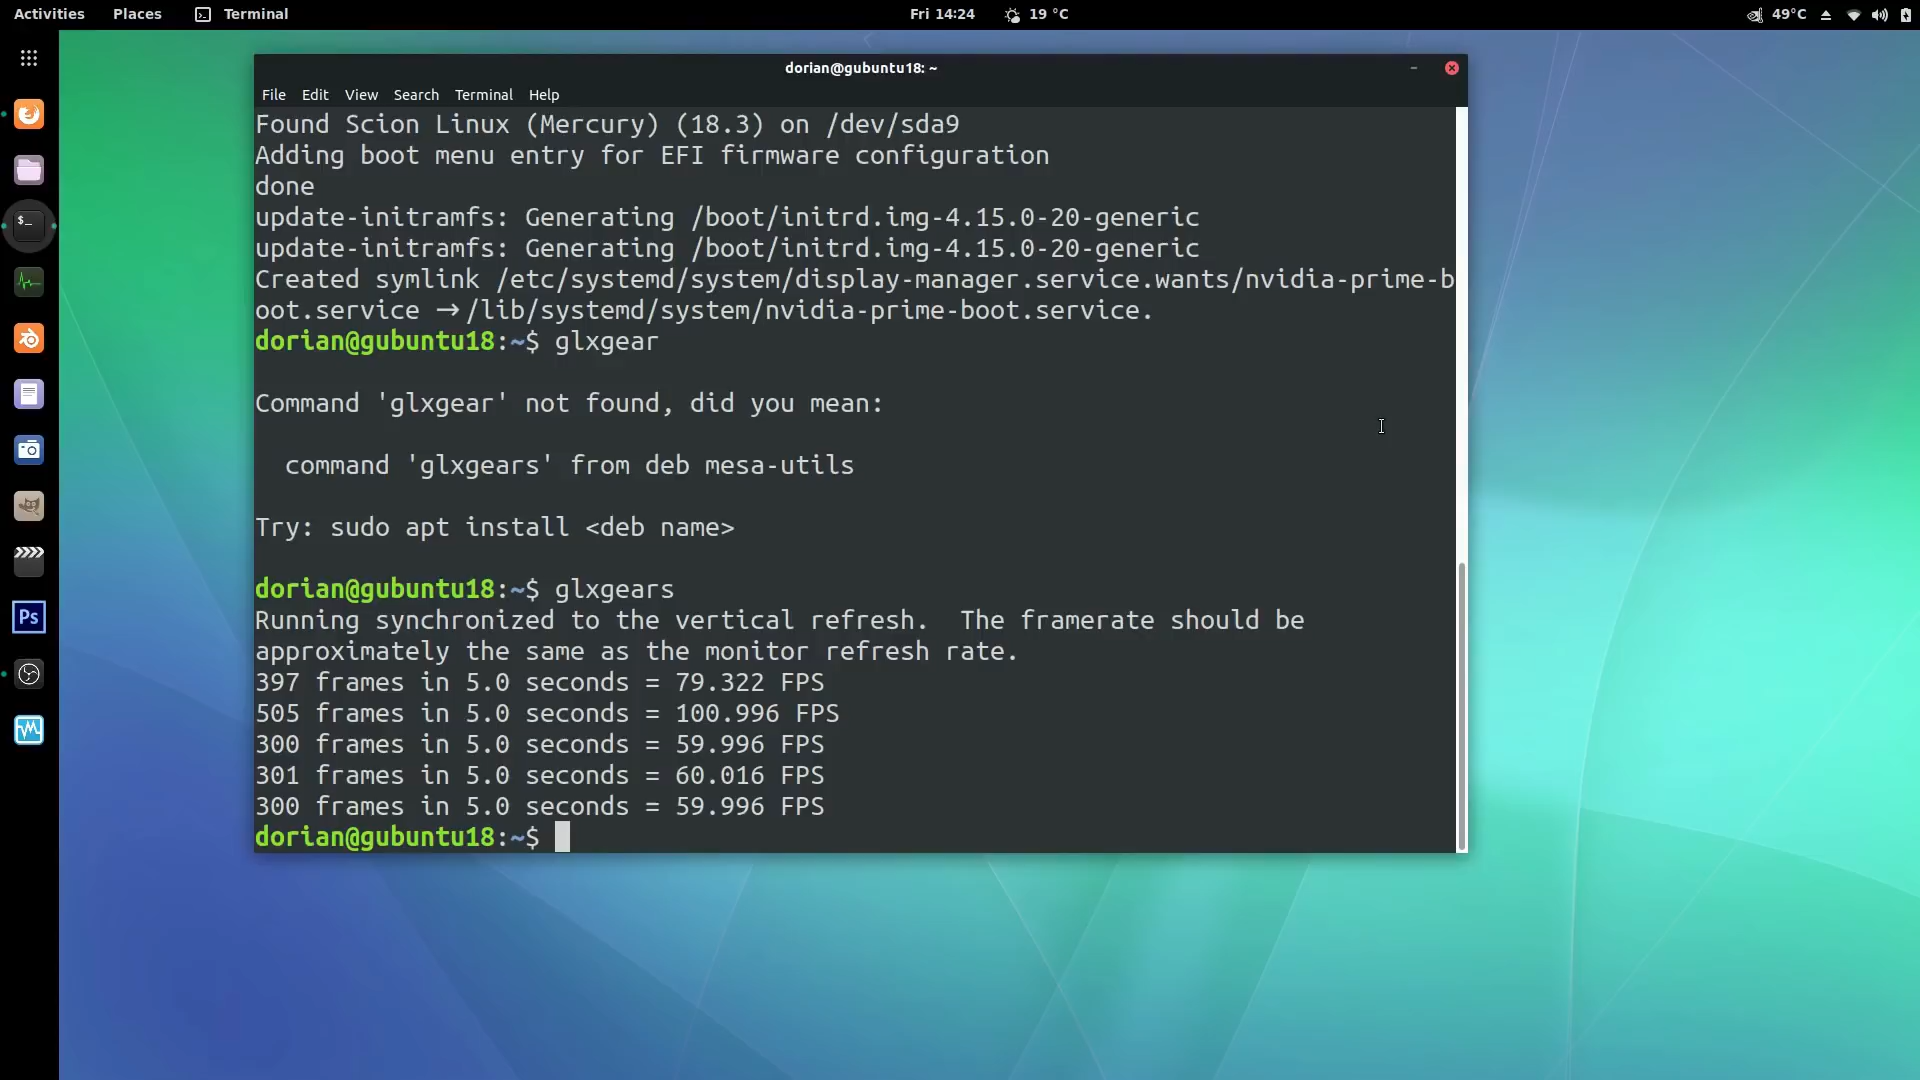 Activities Places Terminal Fri 14:24 19 °C 49°C
dorian@gubuntu18: ~
File Edit View Search Terminal Help
Found Scion Linux (Mercury) (18.3) on /dev/sda9
Adding boot menu entry for EFI firmware configuration
done
update-initramfs: Generating /boot/initrd.img-4.15.0-20-generic
update-initramfs: Generating /boot/initrd.img-4.15.0-20-generic
Created symlink /etc/systemd/system/display-manager.service.wants/nvidia-prime-b
oot.service → /lib/systemd/system/nvidia-prime-boot.service.
dorian@gubuntu18:~$ glxgear
Command 'glxgear' not found, did you mean:
command 'glxgears' from deb mesa-utils
Try: sudo apt install <deb name>
dorian@gubuntu18:~$ glxgears
Running synchronized to the vertical refresh.  The framerate should be
approximately the same as the monitor refresh rate.
397 frames in 5.0 seconds = 79.322 FPS
505 frames in 5.0 seconds = 100.996 FPS
300 frames in 5.0 seconds = 59.996 FPS
301 frames in 5.0 seconds = 60.016 FPS
300 frames in 5.0 seconds = 59.996 FPS
dorian@gubuntu18:~$
$_
Ps